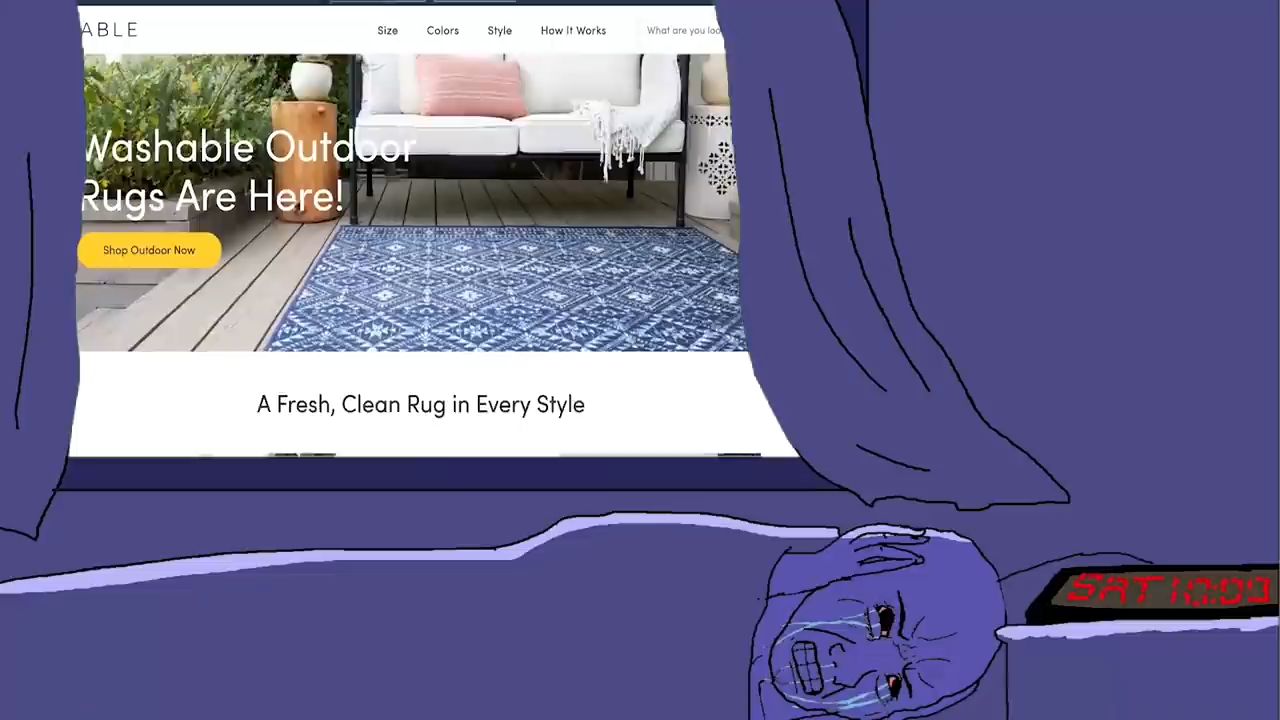 ABLE
Size Colors Style How It Works What are you loo
Washable Outdoor
Rugs Are Here!
Shop Outdoor Now
A Fresh, Clean Rug in Every Style
SAT 10:00